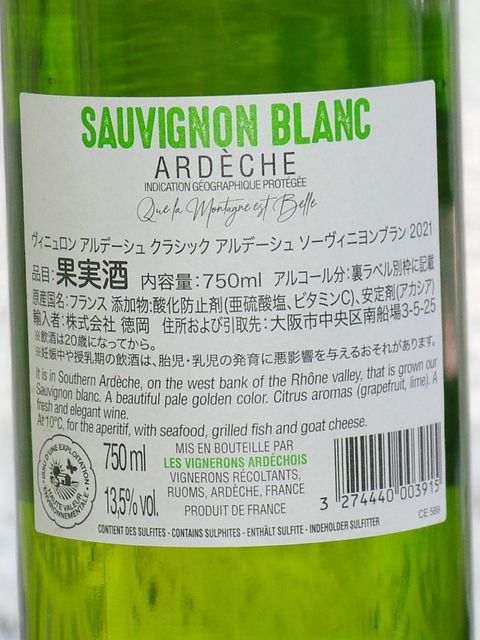 SAUVIGNON BLANC
ARDÈCHE
INDICATION GÉOGRAPHIQUE PROTÉGÉE
Que la Montagne est Belle
ヴィニュロン アルデーシュ クラシック アルデーシュ ソーヴィニヨンブラン 2021
品目:果実酒 内容量:750ml アルコール分:裏ラベル別枠に記載
原産国名:フランス 添加物:酸化防止剤(亜硫酸塩、ビタミンC)、安定剤(アカシア)
輸入者:株式会社 徳岡 住所および引取先:大阪市中央区南船場3-5-25
※飲酒は20歳になってから。
※妊娠中や授乳期の飲酒は、胎児・乳児の発育に悪影響を与えるおそれがあります。
It is in Southern Ardèche, on the west bank of the Rhône valley, that is grown our
Sauvignon blanc. A beautiful pale golden color. Citrus aromas (grapefruit, lime). A
fresh and elegant wine.
At 10°C, for the aperitif, with seafood, grilled fish and goat cheese.
ISSU D'UNE EXPLOITATION
HAUTE VALEUR
ENVIRONNEMENTALE
750 ml
13,5% vol.
MIS EN BOUTEILLE PAR
LES VIGNERONS ARDÉCHOIS
VIGNERONS RÉCOLTANTS,
RUOMS, ARDÈCHE, FRANCE
PRODUIT DE FRANCE
3 274440 003915
CE 588
CONTIENT DES SULFITES - CONTAINS SULPHITES - ENTHÄLT SULFITE - INDEHOLDER SULFITTER